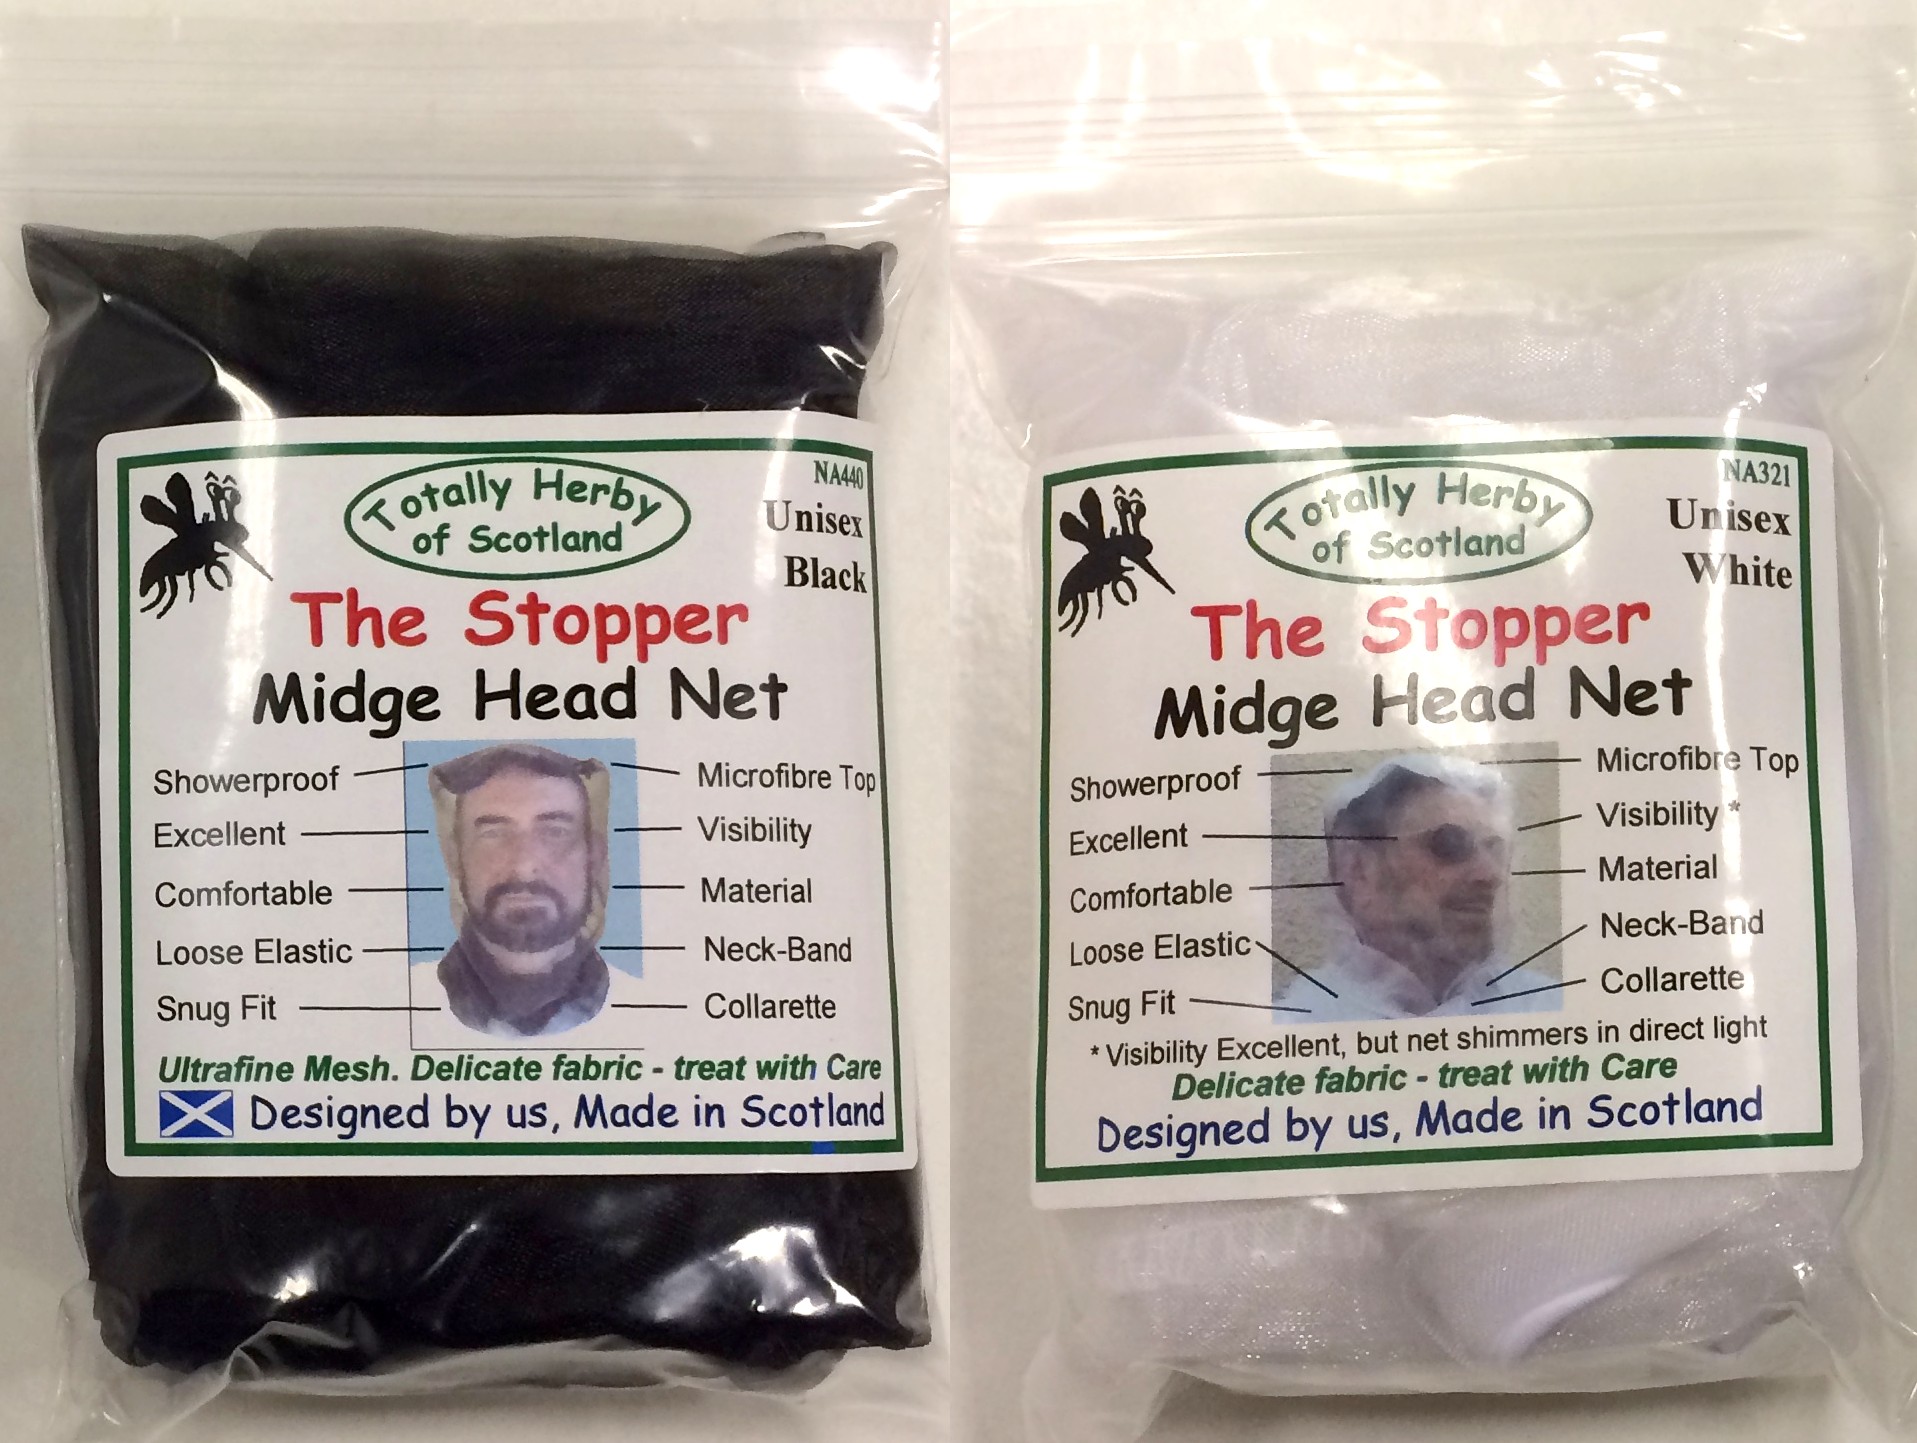 NA440
Totally Herby
of Scotland
Unisex
Black
The Stopper
Midge Head Net
Showerproof Microfibre Top
Excellent Visibility
Comfortable Material
Loose Elastic Neck-Band
Snug Fit Collarette
Ultrafine Mesh. Delicate fabric - treat with Care
Designed by us, Made in Scotland
NA321
Totally Herby
of Scotland
Unisex
White
The Stopper
Midge Head Net
Showerproof Microfibre Top
Excellent Visibility *
Comfortable Material
Loose Elastic Neck-Band
Snug Fit Collarette
* Visibility Excellent, but net shimmers in direct light
Delicate fabric - treat with Care
Designed by us, Made in Scotland